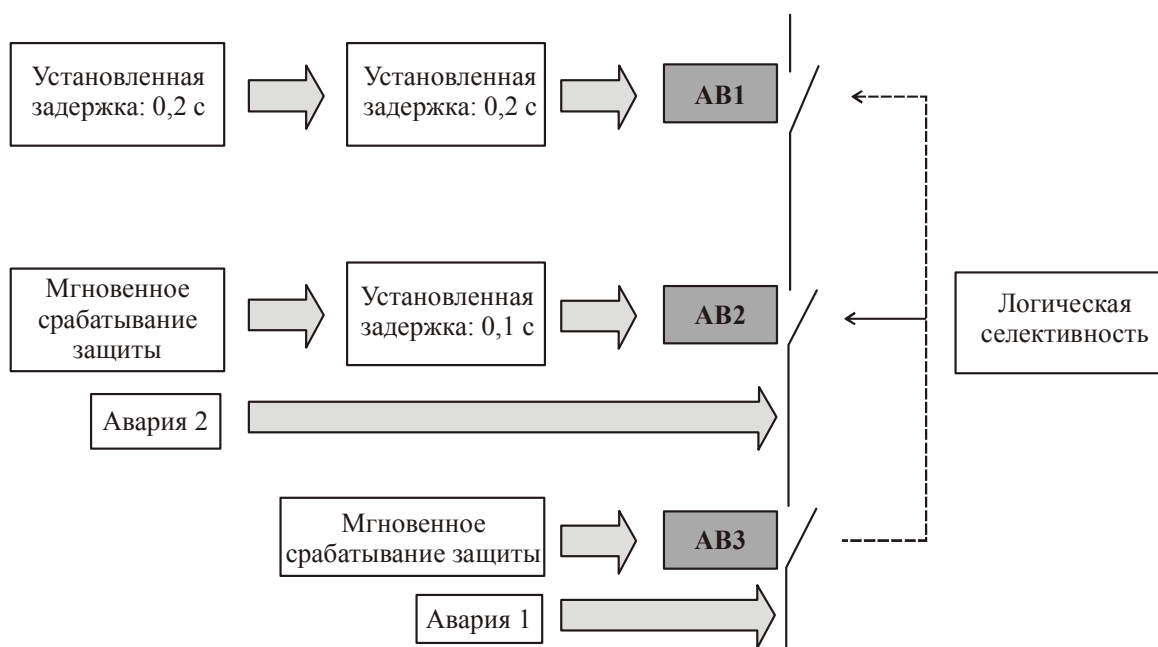 Установленная
задержка: 0,2 с
Установленная
задержка: 0,2 с
АВ1
Мгновенное
срабатывание
защиты
Установленная
задержка: 0,1 с
АВ2
Логическая
селективность
Авария 2
Мгновенное
срабатывание защиты
АВ3
Авария 1